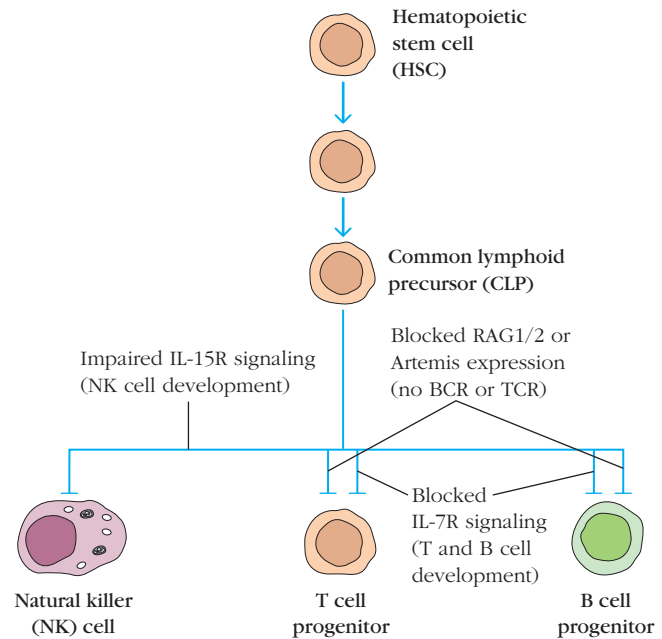 Hematopoietic
stem cell
(HSC)
Common lymphoid
precursor (CLP)
Impaired IL-15R signaling
(NK cell development)
Blocked RAG1/2 or
Artemis expression
(no BCR or TCR)
Blocked
IL-7R signaling
(T and B cell
development)
Natural killer
(NK) cell
T cell
progenitor
B cell
progenitor